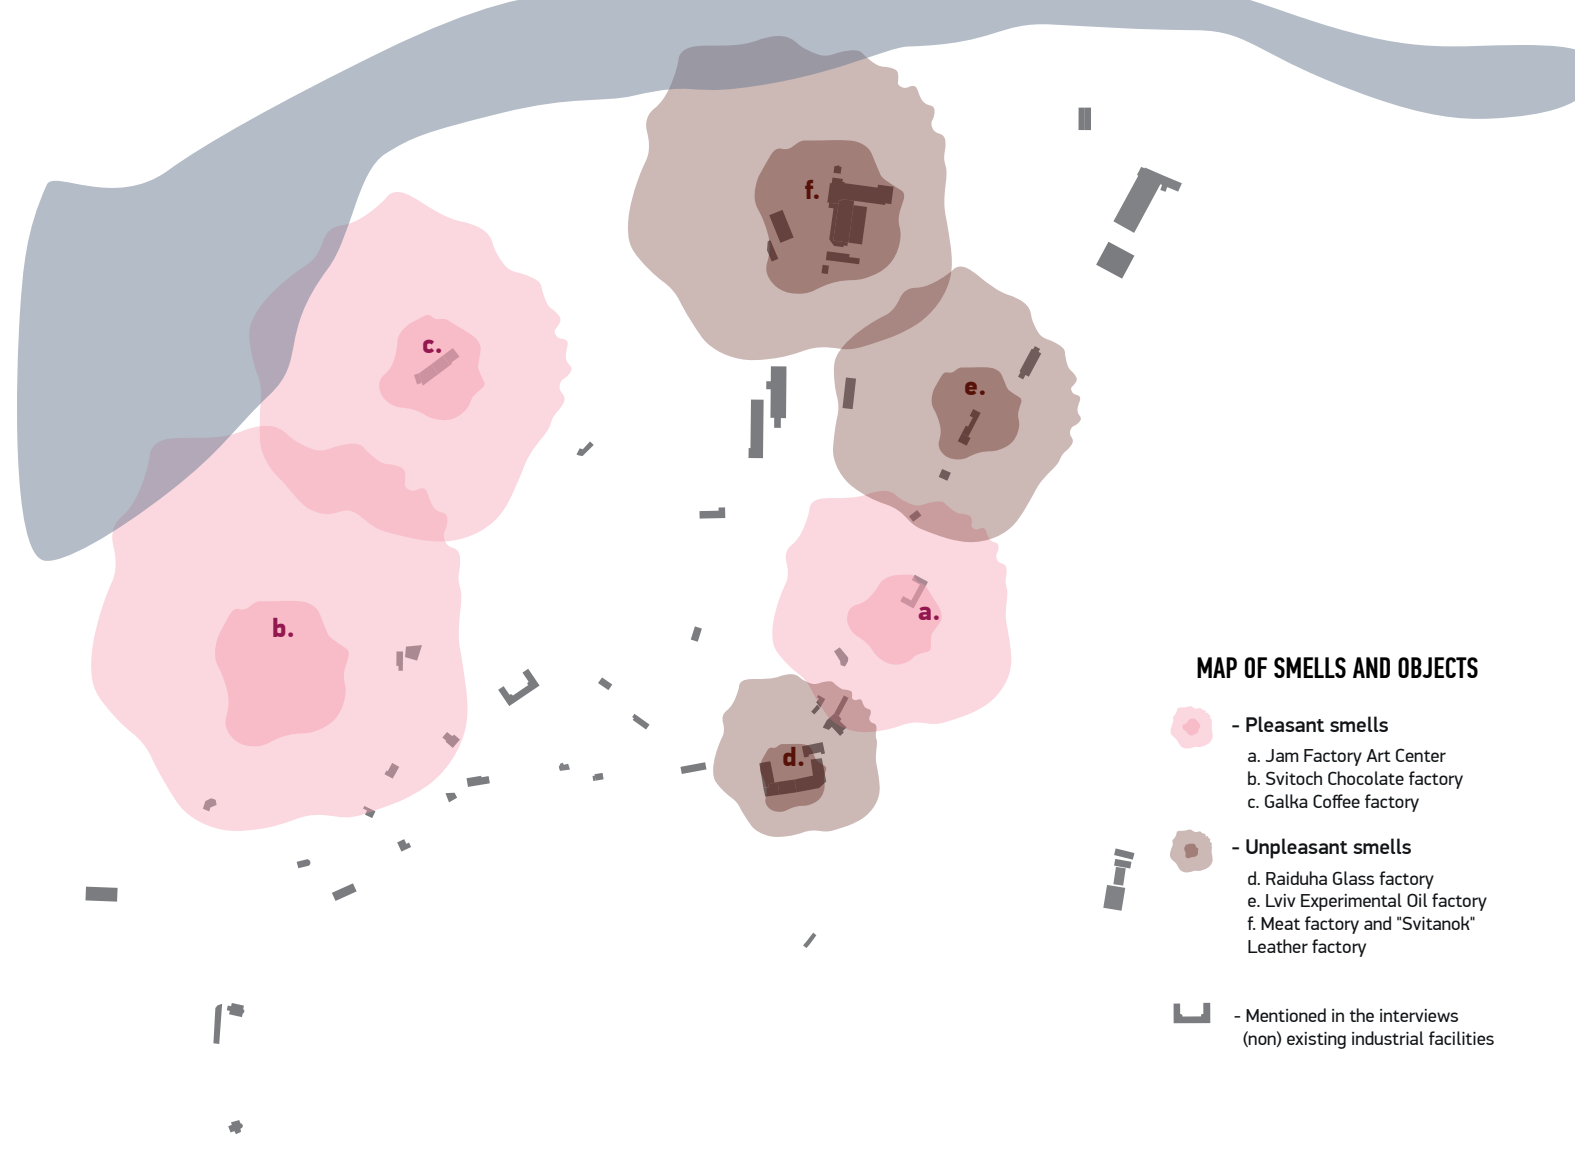 f.
c.
e.
a.
b.
d.
MAP OF SMELLS AND OBJECTS
- Pleasant smells
a. Jam Factory Art Center
b. Svitoch Chocolate factory
c. Galka Coffee factory
- Unpleasant smells
d. Raiduha Glass factory
e. Lviv Experimental Oil factory
f. Meat factory and "Svitanok"
Leather factory
- Mentioned in the interviews
(non) existing industrial facilities